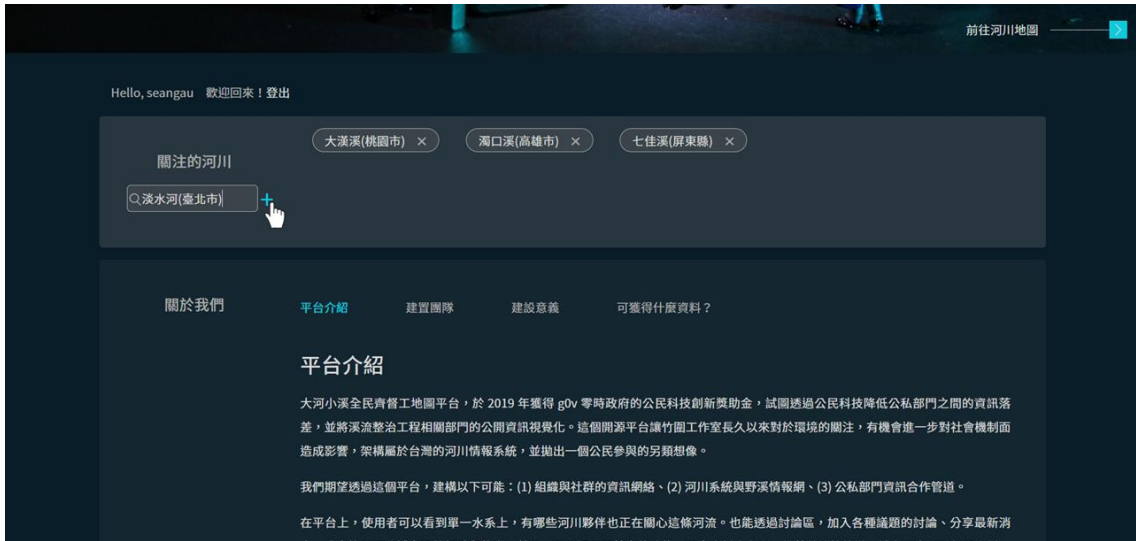 前往河川地圖
Hello, seangau 歡迎回來！登出
關注的河川
大漢溪(桃園市) ×
濁口溪(高雄市) ×
七佳溪(屏東縣) ×
淡水河(臺北市)
關於我們
平台介紹
建置團隊
建設意義
可獲得什麼資料？
平台介紹
大河小溪全民齊督工地圖平台，於 2019 年獲得 g0v 零時政府的公民科技創新獎助金，試圖透過公民科技降低公私部門之間的資訊落
差，並將溪流整治工程相關部門的公開資訊視覺化。這個開源平台讓竹圍工作室長久以來對於環境的關注，有機會進一步對社會機制面
造成影響，架構屬於台灣的河川情報系統，並拋出一個公民參與的另類想像。
我們期望透過這個平台，建構以下可能：(1) 組織與社群的資訊網絡、(2) 河川系統與野溪情報網、(3) 公私部門資訊合作管道。
在平台上，使用者可以看到單一水系上，有哪些河川夥伴也正在關心這條河流。也能透過討論區，加入各種議題的討論、分享最新消